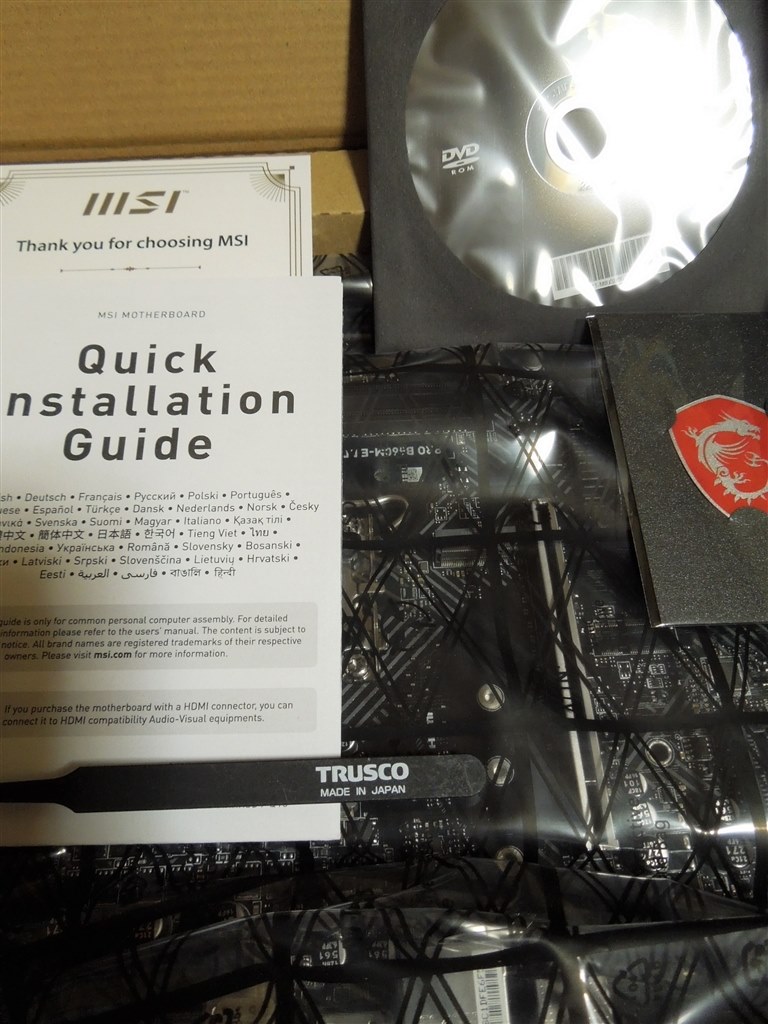 msi
Thank you for choosing MSI
DVD
ROM
MSI MOTHERBOARD
Quick
nstallation
Guide
sh • Deutsch • Français • Русский • Polski • Português •
uese • Español • Türkçe • Dansk • Nederlands • Norsk • Česky
νικά • Svenska • Suomi • Magyar • Italiano • Қазақ тілі •
中文 • 簡体中文 • 日本語 • 한국어 • Tieng Viet • ไทย •
ndonesia • Українська • Română • Slovensky • Bosanski •
ки • Latviski • Srpski • Slovenščina • Lietuvių • Hrvatski •
Eesti • العربية • فارسی • বাঙালি • हिन्दी
guide is only for common personal computer assembly. For detailed
information please refer to the users' manual. The content is subject to
notice. All brand names are registered trademarks of their respective
owners. Please visit msi.com for more information.
If you purchase the motherboard with a HDMI connector, you can
connect it to HDMI compatibility Audio-Visual equipments.
TRUSCO
MADE IN JAPAN